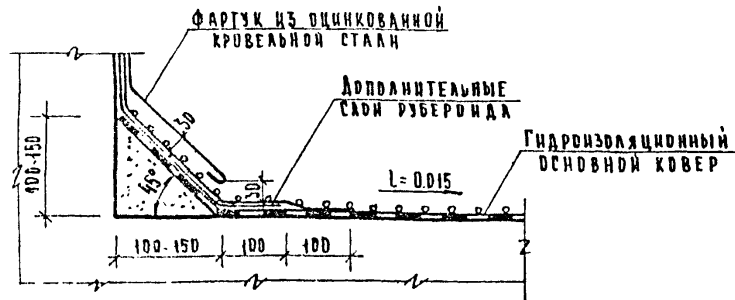 ФАРТУК ИЗ ОЦИНКОВАННОЙ
КРОВЕЛЬНОЙ СТАЛИ
ДОПОЛНИТЕЛЬНЫЕ
СЛОИ РУБЕРОИДА
ГИДРОИЗОЛЯЦИОННЫЙ
ОСНОВНОЙ КОВЕР
30
100-150
45°
30
i = 0.015
100-150
100
100